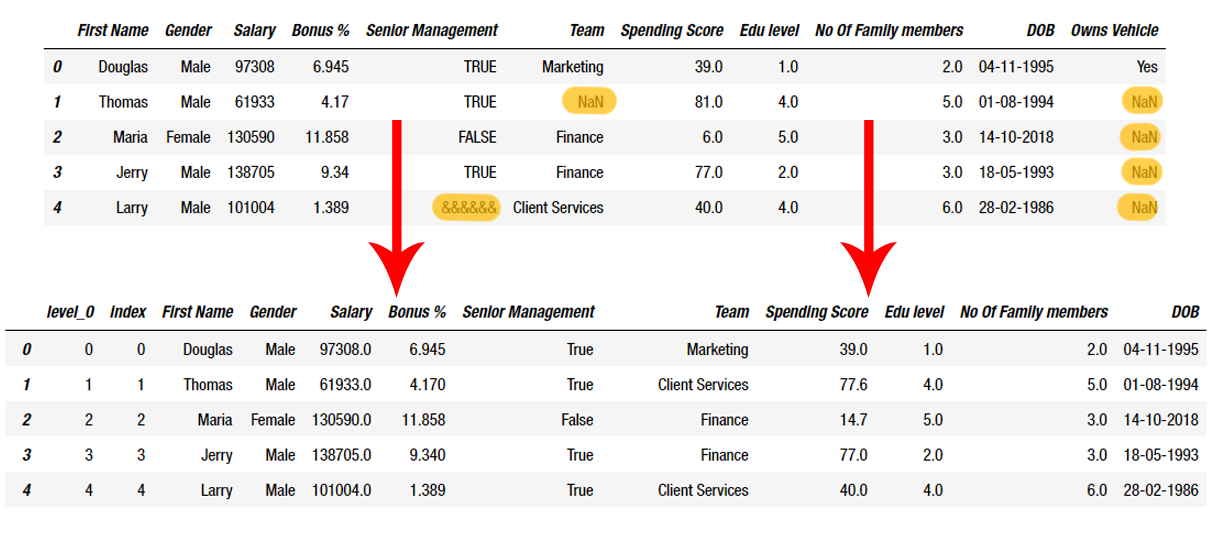 First Name Gender Salary Bonus % Senior Management Team Spending Score Edu level No Of Family members DOB Owns Vehicle
0 Douglas Male 97308 6.945 TRUE Marketing 39.0 1.0 2.0 04-11-1995 Yes
1 Thomas Male 61933 4.17 TRUE NaN 81.0 4.0 5.0 01-08-1994 NaN
2 Maria Female 130590 11.858 FALSE Finance 6.0 5.0 3.0 14-10-2018 NaN
3 Jerry Male 138705 9.34 TRUE Finance 77.0 2.0 3.0 18-05-1993 NaN
4 Larry Male 101004 1.389 &&&&&& Client Services 40.0 4.0 6.0 28-02-1986 NaN
level_0 Index First Name Gender Salary Bonus % Senior Management Team Spending Score Edu level No Of Family members DOB
0 0 0 Douglas Male 97308.0 6.945 True Marketing 39.0 1.0 2.0 04-11-1995
1 1 1 Thomas Male 61933.0 4.170 True Client Services 77.6 4.0 5.0 01-08-1994
2 2 2 Maria Female 130590.0 11.858 False Finance 14.7 5.0 3.0 14-10-2018
3 3 3 Jerry Male 138705.0 9.340 True Finance 77.0 2.0 3.0 18-05-1993
4 4 4 Larry Male 101004.0 1.389 True Client Services 40.0 4.0 6.0 28-02-1986